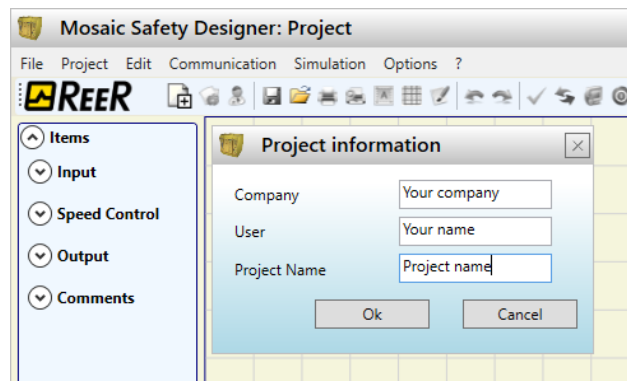 Mosaic Safety Designer: Project
File Project Edit Communication Simulation Options ?
REER
Items
Input
Speed Control
Output
Comments
Project information
Company Your company
User Your name
Project Name Project name
Ok Cancel